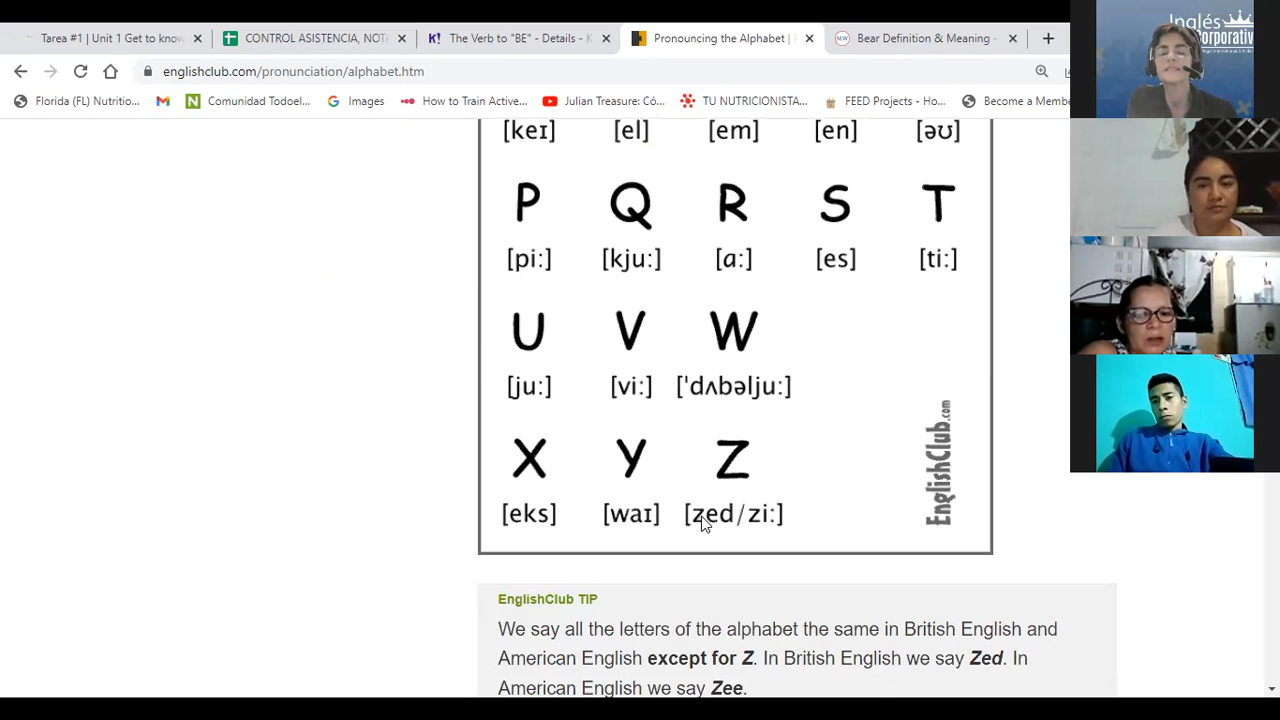 Tarea #1 | Unit 1 Get to know
CONTROL ASISTENCIA, NOTA
K! The Verb to BE - Details - K
Pronouncing the Alphabet |
MW Bear Definition & Meaning -
englishclub.com/pronunciation/alphabet.htm
Florida (FL) Nutritio...
N Comunidad Todoel...
G Images
How to Train Active...
Julian Treasure: Có...
TU NUTRICIONISTA...
FEED Projects - Ho...
Become a Membe
Inglés
corporativo
[keɪ] [el] [em] [en] [əʊ]
P Q R S T
[pi:] [kju:] [ɑ:] [es] [ti:]
U V W
[ju:] [vi:] ['dʌbəlju:]
X Y Z
[eks] [waɪ] [zed/zi:]
EnglishClub.com
EnglishClub TIP
We say all the letters of the alphabet the same in British English and
American English except for Z. In British English we say Zed. In
American English we say Zee.